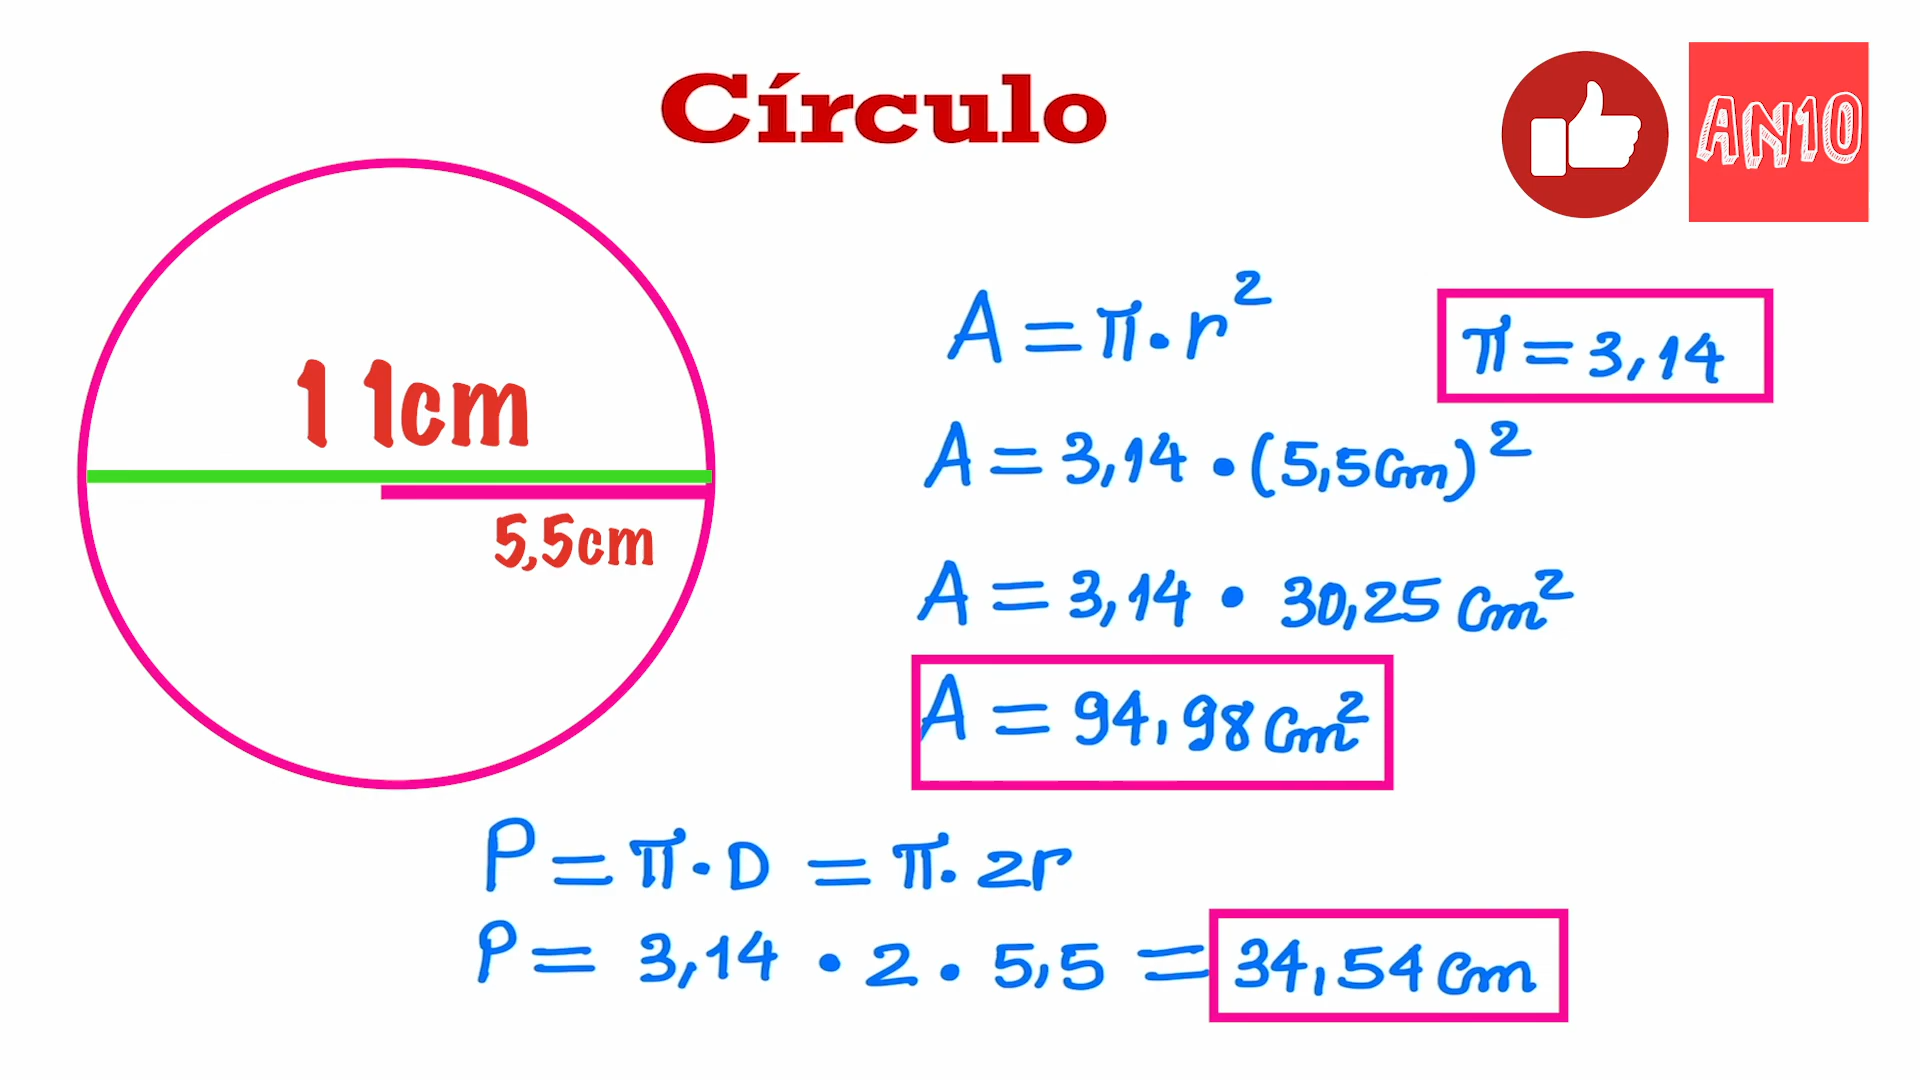 Círculo
AN10
11cm
5,5cm
A = π · r²
π = 3,14
A = 3,14 · (5,5cm)²
A = 3,14 · 30,25 cm²
A = 94,98 cm²
P = π · D = π · 2r
P = 3,14 · 2 · 5,5 = 34,54 cm